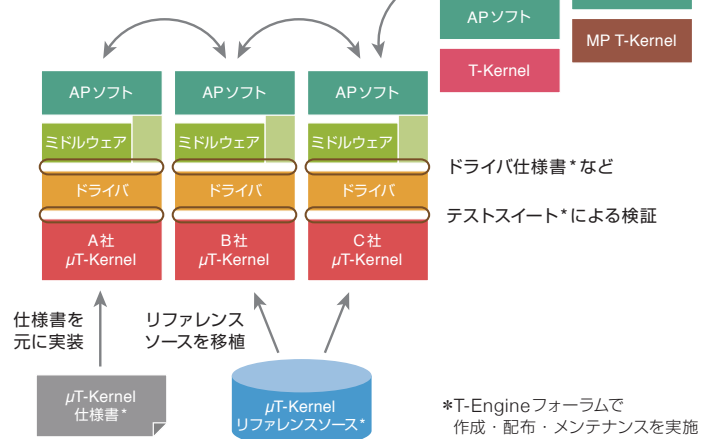 APソフト
MP T-Kernel
T-Kernel
APソフト
APソフト
APソフト
ミドルウェア
ミドルウェア
ミドルウェア
ドライバ仕様書*など
ドライバ
ドライバ
ドライバ
テストスイート*による検証
A社
μT-Kernel
B社
μT-Kernel
C社
μT-Kernel
仕様書を
元に実装
リファレンス
ソースを移植
μT-Kernel
仕様書*
μT-Kernel
リファレンスソース*
*T-Engineフォーラムで
作成・配布・メンテナンスを実施